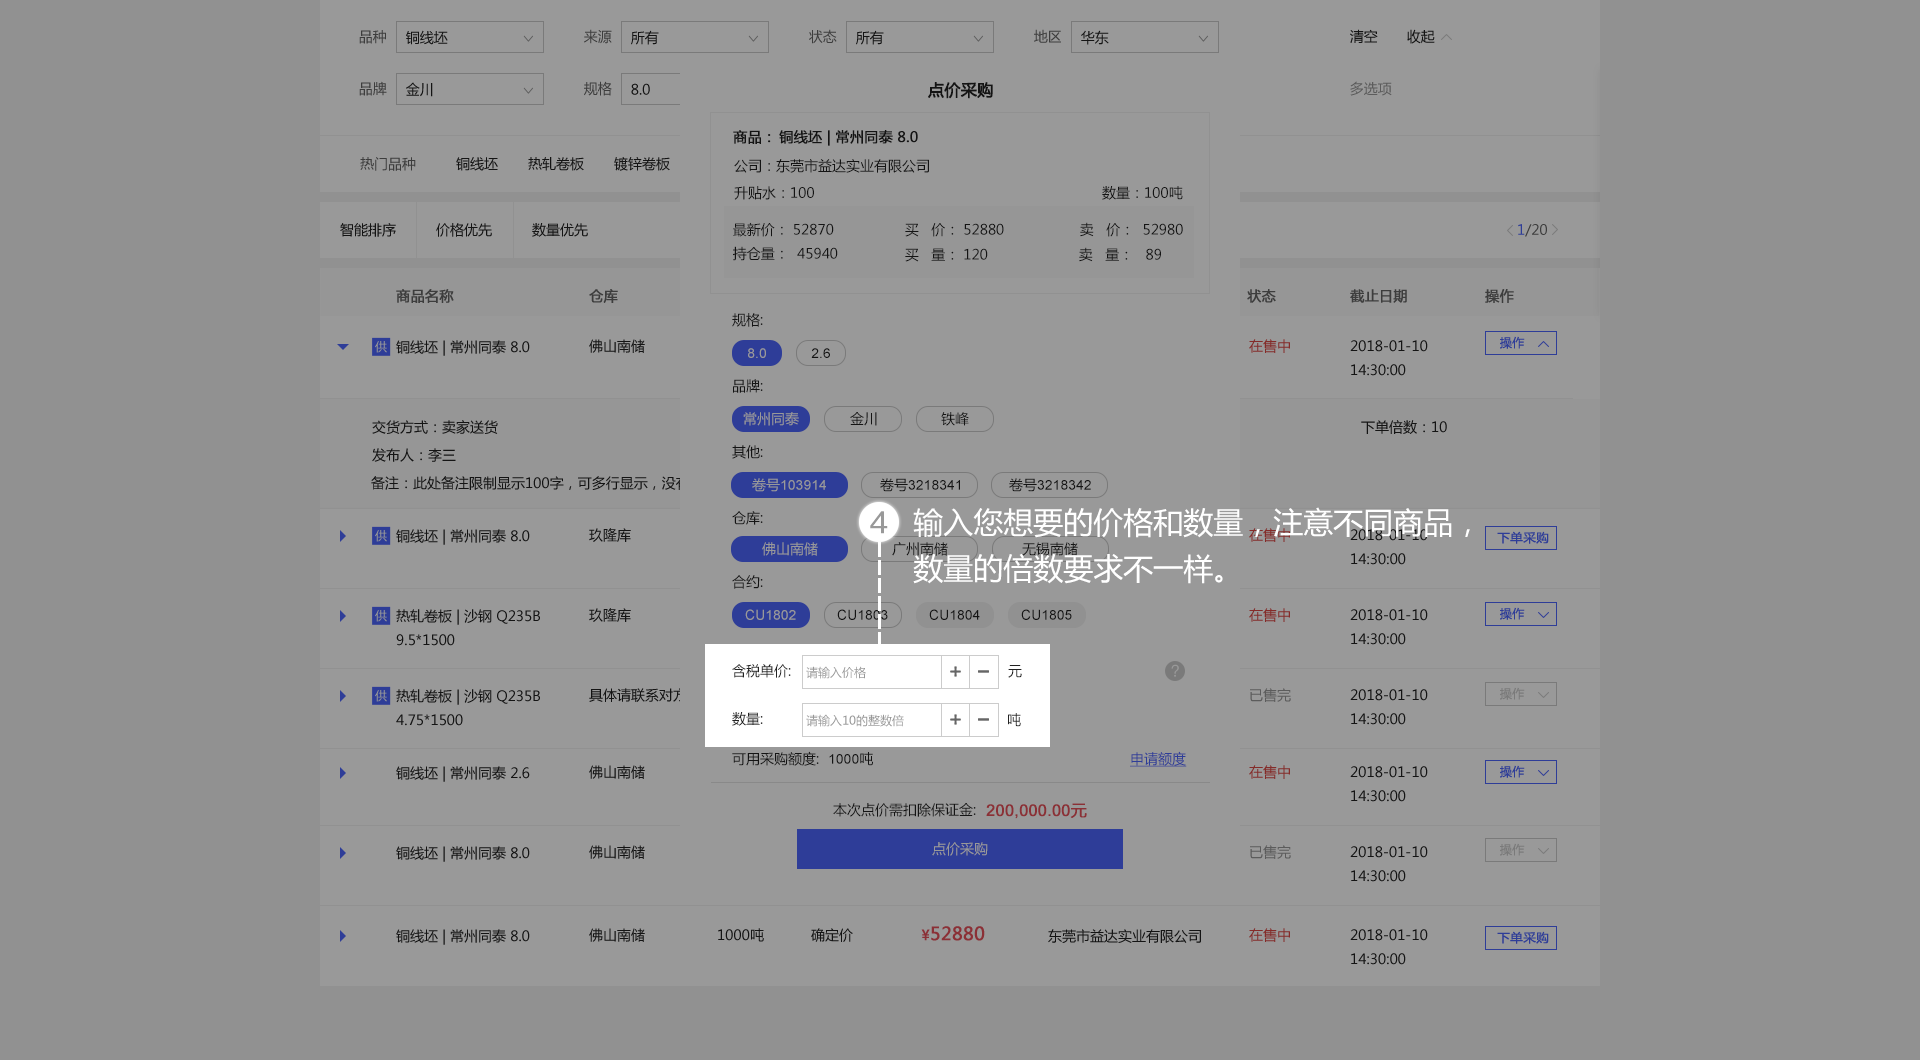 品种 铜线坯 来源 所有 状态 所有 地区 华东 清空 收起
品牌 金川 规格 8.0 多选项
点价采购
商品： 铜线坯 | 常州同泰 8.0
公司：东莞市益达实业有限公司
升贴水：100 数量：100吨
最新价： 52870 买 价： 52880 卖 价： 52980
持仓量： 45940 买 量： 120 卖 量： 89
热门品种 铜线坯 热轧卷板 镀锌卷板
智能排序 价格优先 数量优先 1/20
商品名称 仓库 状态 截止日期 操作
供 铜线坯 | 常州同泰 8.0 佛山南储 在售中 2018-01-10 操作
14:30:00
交货方式：卖家送货 下单倍数：10
发布人：李三
备注：此处备注限制显示100字，可多行显示，没有
规格:
8.0 2.6
品牌:
常州同泰 金川 铁峰
其他:
卷号103914 卷号3218341 卷号3218342
仓库:
佛山南储 广州南储 无锡南储
合约:
CU1802 CU1803 CU1804 CU1805
4 输入您想要的价格和数量，注意不同商品，
数量的倍数要求不一样。
含税单价: 请输入价格 + − 元 ?
数量: 请输入10的整数倍 + − 吨
可用采购额度: 1000吨 申请额度
本次点价需扣除保证金: 200,000.00元
点价采购
供 铜线坯 | 常州同泰 8.0 玖隆库 在售中 2018-01-10 下单采购
14:30:00
供 热轧卷板 | 沙钢 Q235B 玖隆库 在售中 2018-01-10 操作
9.5*1500 14:30:00
供 热轧卷板 | 沙钢 Q235B 具体请联系对方 已售完 2018-01-10 操作
4.75*1500 14:30:00
铜线坯 | 常州同泰 2.6 佛山南储 在售中 2018-01-10 操作
14:30:00
铜线坯 | 常州同泰 8.0 佛山南储 已售完 2018-01-10 操作
14:30:00
铜线坯 | 常州同泰 8.0 佛山南储 1000吨 确定价 ¥52880 东莞市益达实业有限公司 在售中 2018-01-10 下单采购
14:30:00